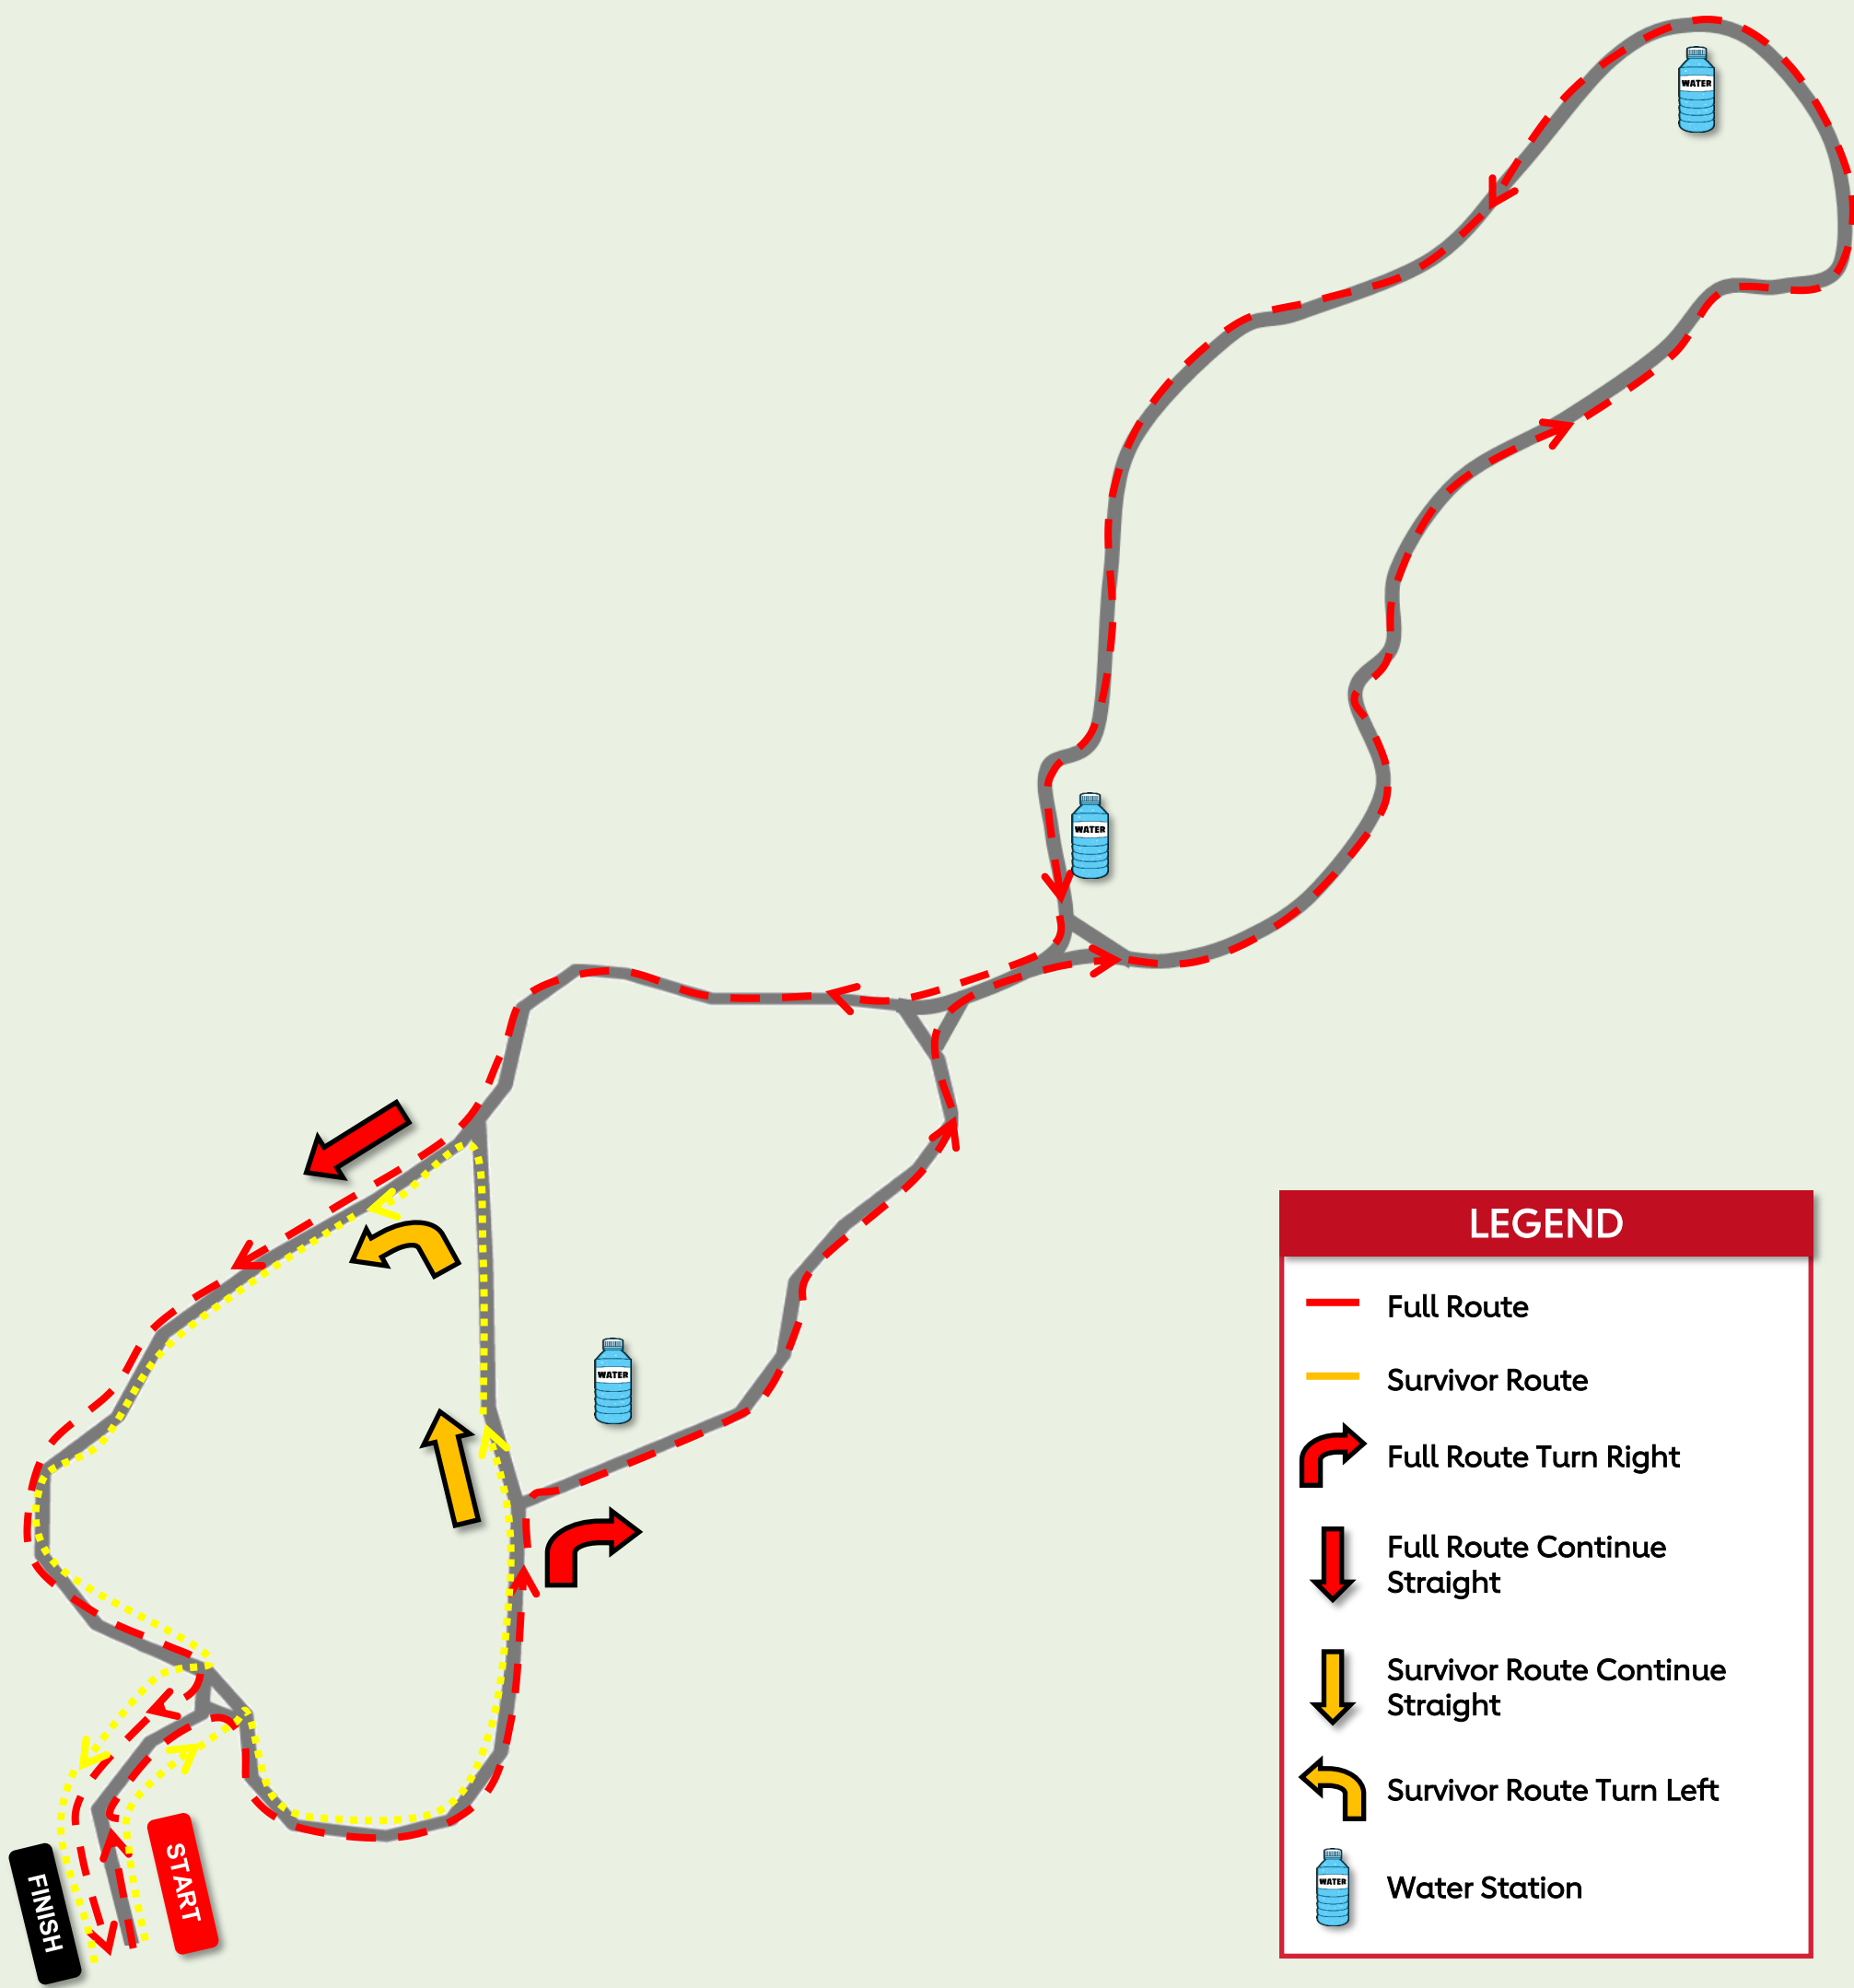 WATER
WATER
WATER
START
FINISH
LEGEND
Full Route
Survivor Route
Full Route Turn Right
Full Route Continue
Straight
Survivor Route Continue
Straight
Survivor Route Turn Left
WATER
Water Station